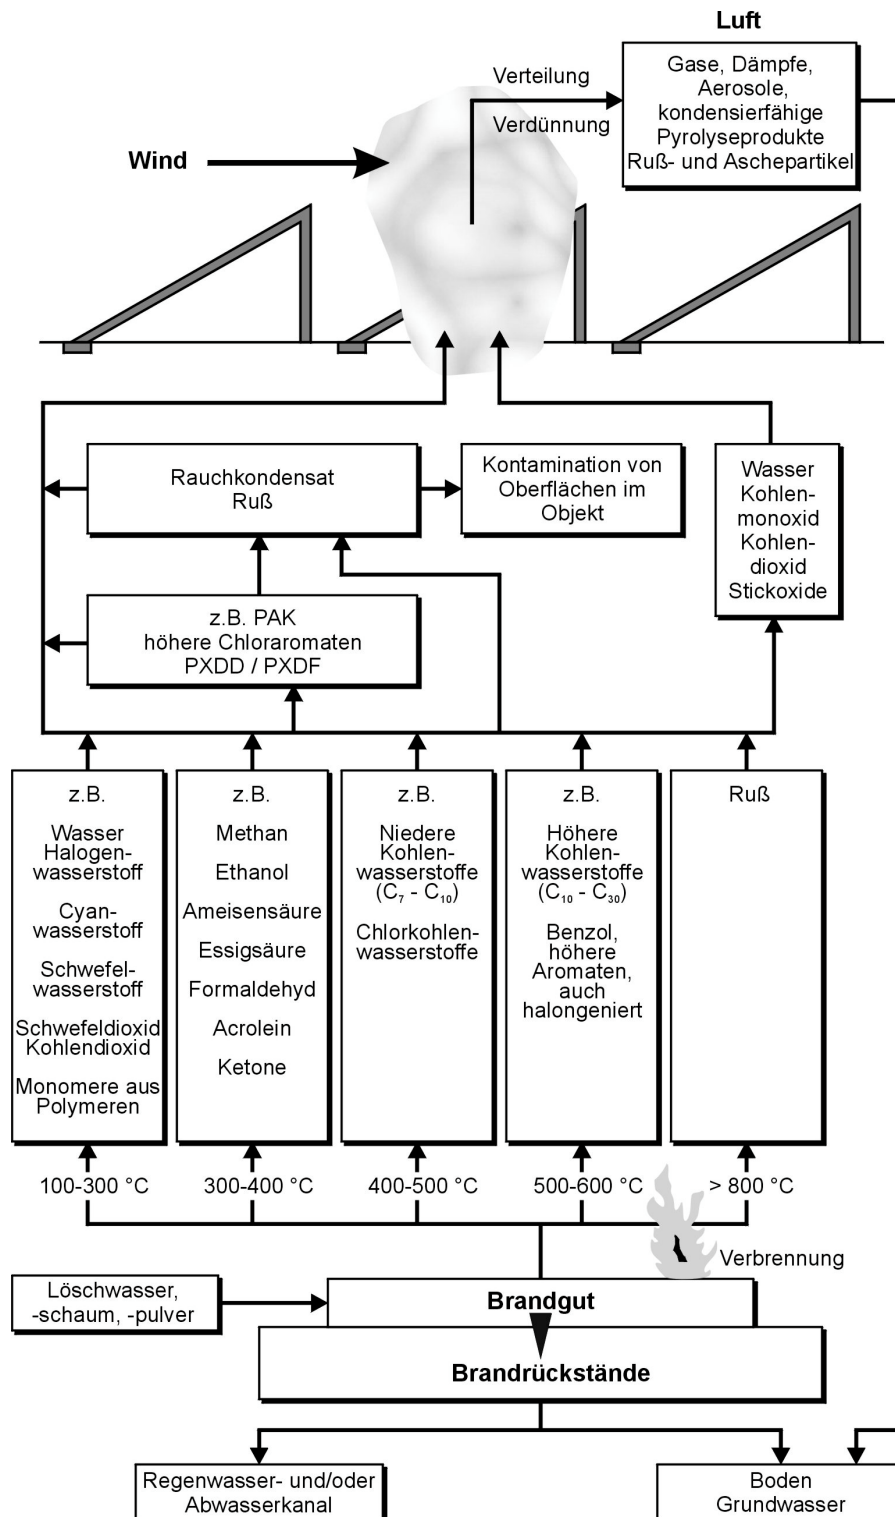 Luft
Gase, Dämpfe,
Aerosole,
kondensierfähige
Pyrolyseprodukte
Ruß- und Aschepartikel
Verteilung
Verdünnung
Wind
Rauchkondensat
Ruß
Kontamination von
Oberflächen im
Objekt
Wasser
Kohlen-
monoxid
Kohlen-
dioxid
Stickoxide
z.B. PAK
höhere Chloraromaten
PXDD / PXDF
z.B.
Wasser
Halogen-
wasserstoff
Cyan-
wasserstoff
Schwefel-
wasserstoff
Schwefeldioxid
Kohlendioxid
Monomere aus
Polymeren
z.B.
Methan
Ethanol
Ameisensäure
Essigsäure
Formaldehyd
Acrolein
Ketone
z.B.
Niedere
Kohlen-
wasserstoffe
(C₇ - C₁₀)
Chlorkohlen-
wasserstoffe
z.B.
Höhere
Kohlen-
wasserstoffe
(C₁₀ - C₃₀)
Benzol,
höhere
Aromaten,
auch
halongeniert
Ruß
100-300 °C
300-400 °C
400-500 °C
500-600 °C
> 800 °C
Verbrennung
Löschwasser,
-schaum, -pulver
Brandgut
Brandrückstände
Regenwasser- und/oder
Abwasserkanal
Boden
Grundwasser